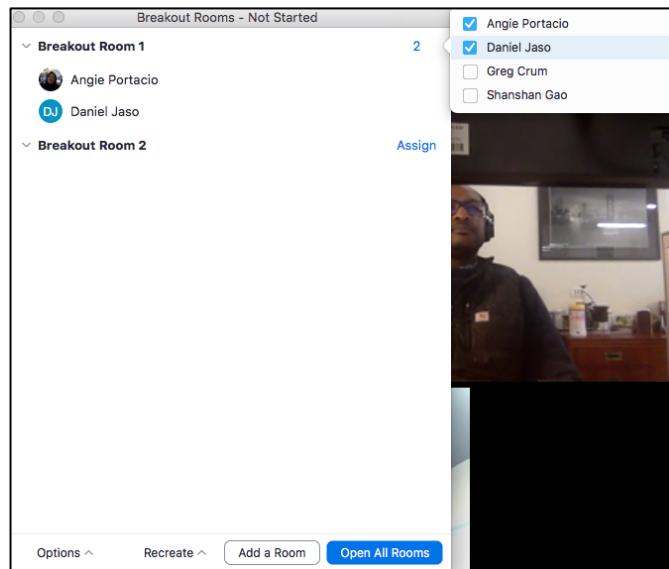 Breakout Rooms - Not Started
Breakout Room 1
2
Angie Portacio
DJ
Daniel Jaso
Breakout Room 2
Assign
Angie Portacio
Daniel Jaso
Greg Crum
Shanshan Gao
Options
Recreate
Add a Room
Open All Rooms